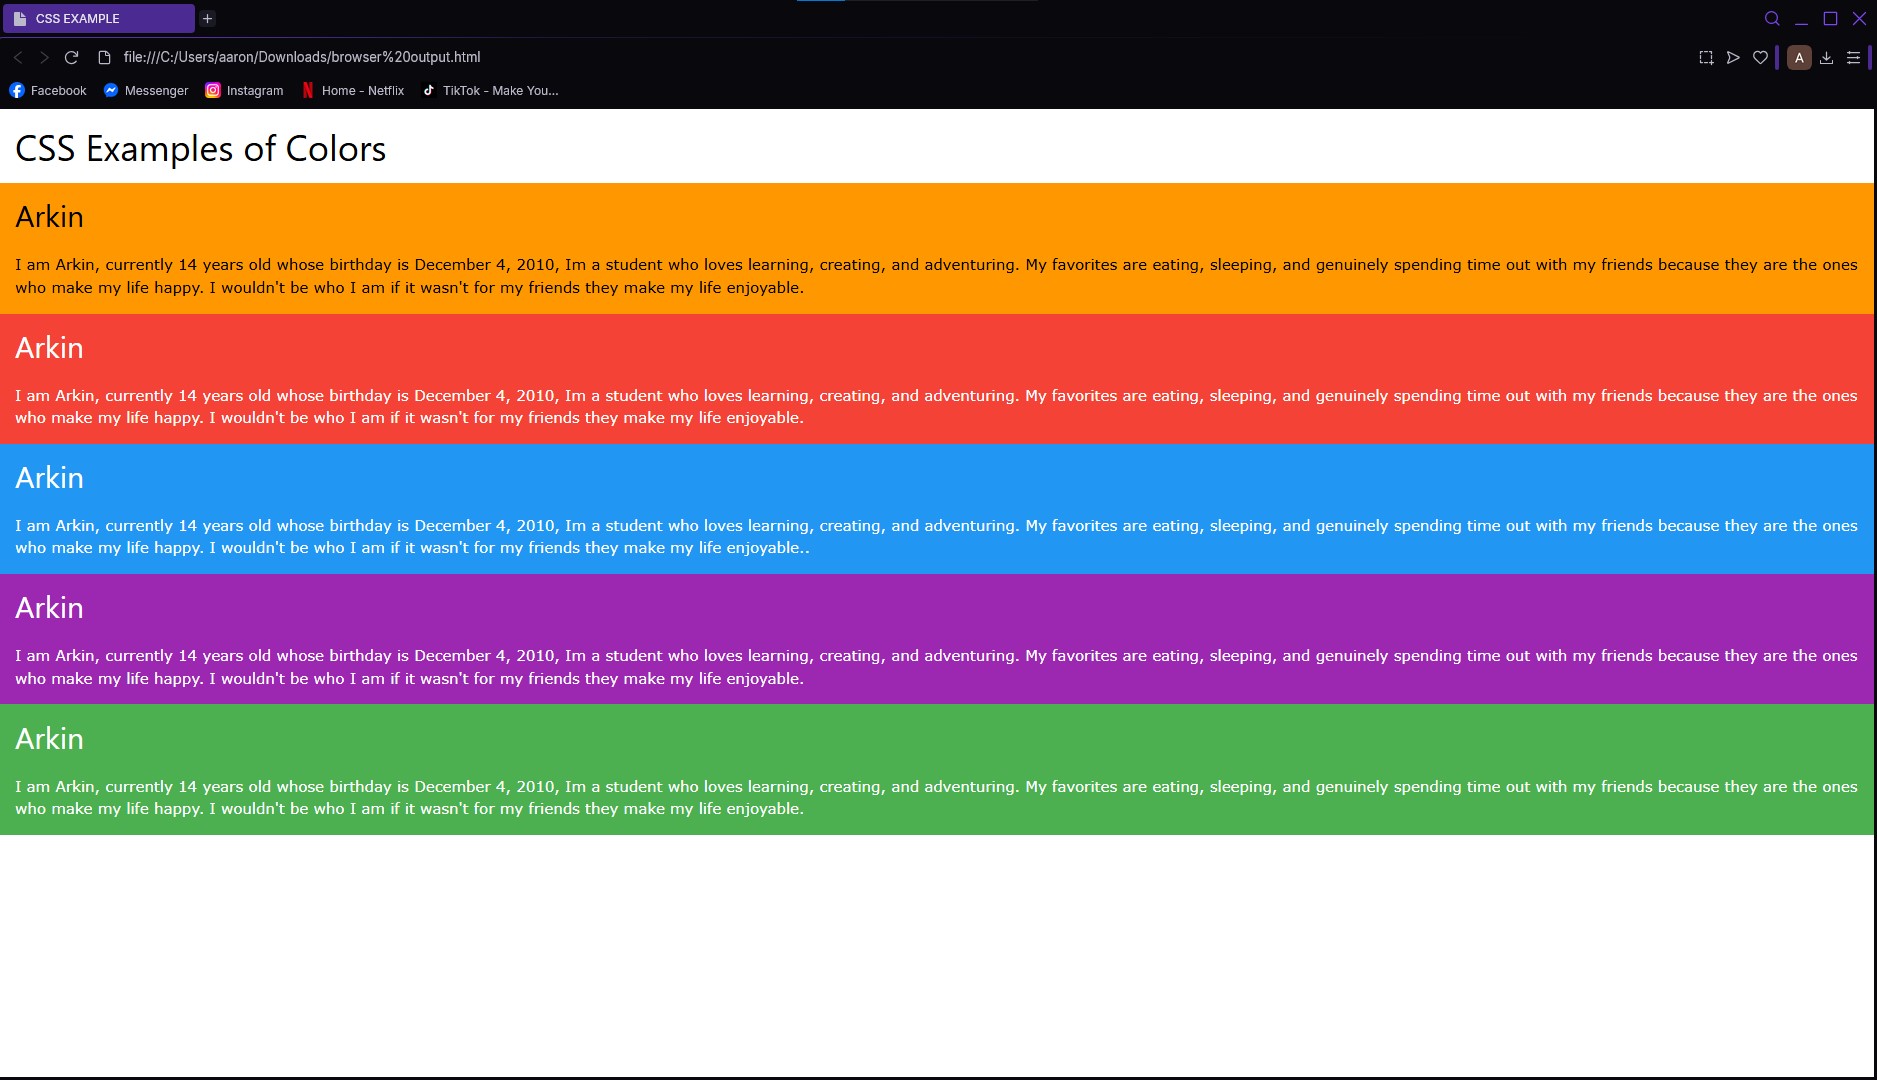 CSS EXAMPLE
file:///C:/Users/aaron/Downloads/browser%20output.html
A
Facebook Messenger Instagram Home - Netflix TikTok - Make You...
CSS Examples of Colors
Arkin
I am Arkin, currently 14 years old whose birthday is December 4, 2010, Im a student who loves learning, creating, and adventuring. My favorites are eating, sleeping, and genuinely spending time out with my friends because they are the ones
who make my life happy. I wouldn't be who I am if it wasn't for my friends they make my life enjoyable.
Arkin
I am Arkin, currently 14 years old whose birthday is December 4, 2010, Im a student who loves learning, creating, and adventuring. My favorites are eating, sleeping, and genuinely spending time out with my friends because they are the ones
who make my life happy. I wouldn't be who I am if it wasn't for my friends they make my life enjoyable.
Arkin
I am Arkin, currently 14 years old whose birthday is December 4, 2010, Im a student who loves learning, creating, and adventuring. My favorites are eating, sleeping, and genuinely spending time out with my friends because they are the ones
who make my life happy. I wouldn't be who I am if it wasn't for my friends they make my life enjoyable..
Arkin
I am Arkin, currently 14 years old whose birthday is December 4, 2010, Im a student who loves learning, creating, and adventuring. My favorites are eating, sleeping, and genuinely spending time out with my friends because they are the ones
who make my life happy. I wouldn't be who I am if it wasn't for my friends they make my life enjoyable.
Arkin
I am Arkin, currently 14 years old whose birthday is December 4, 2010, Im a student who loves learning, creating, and adventuring. My favorites are eating, sleeping, and genuinely spending time out with my friends because they are the ones
who make my life happy. I wouldn't be who I am if it wasn't for my friends they make my life enjoyable.